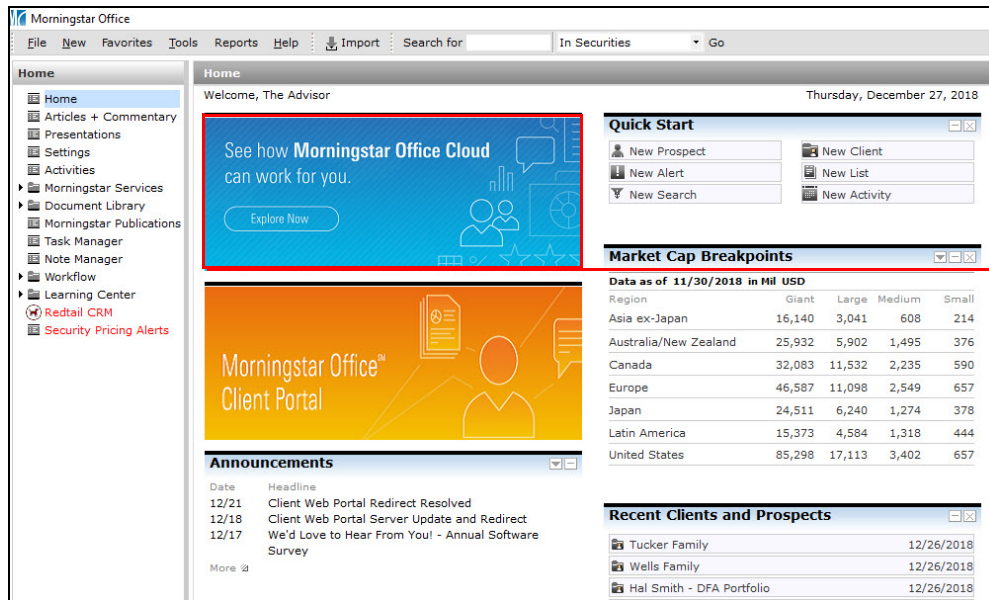 Morningstar Office
File New Favorites Tools Reports Help Import Search for In Securities Go
Home
Home
Articles + Commentary
Presentations
Settings
Activities
Morningstar Services
Document Library
Morningstar Publications
Task Manager
Note Manager
Workflow
Learning Center
Redtail CRM
Security Pricing Alerts
Home
Welcome, The Advisor
Thursday, December 27, 2018
See how Morningstar Office Cloud
can work for you.
Explore Now
Morningstar Office℠
Client Portal
Announcements
Date Headline
12/21 Client Web Portal Redirect Resolved
12/18 Client Web Portal Server Update and Redirect
12/17 We'd Love to Hear From You! - Annual Software
Survey
More
Quick Start
New Prospect New Client
New Alert New List
New Search New Activity
Market Cap Breakpoints
Data as of 11/30/2018 in Mil USD
Region Giant Large Medium Small
Asia ex-Japan 16,140 3,041 608 214
Australia/New Zealand 25,932 5,902 1,495 376
Canada 32,083 11,532 2,235 590
Europe 46,587 11,098 2,549 657
Japan 24,511 6,240 1,274 378
Latin America 15,373 4,584 1,318 444
United States 85,298 17,113 3,402 657
Recent Clients and Prospects
Tucker Family 12/26/2018
Wells Family 12/26/2018
Hal Smith - DFA Portfolio 12/26/2018